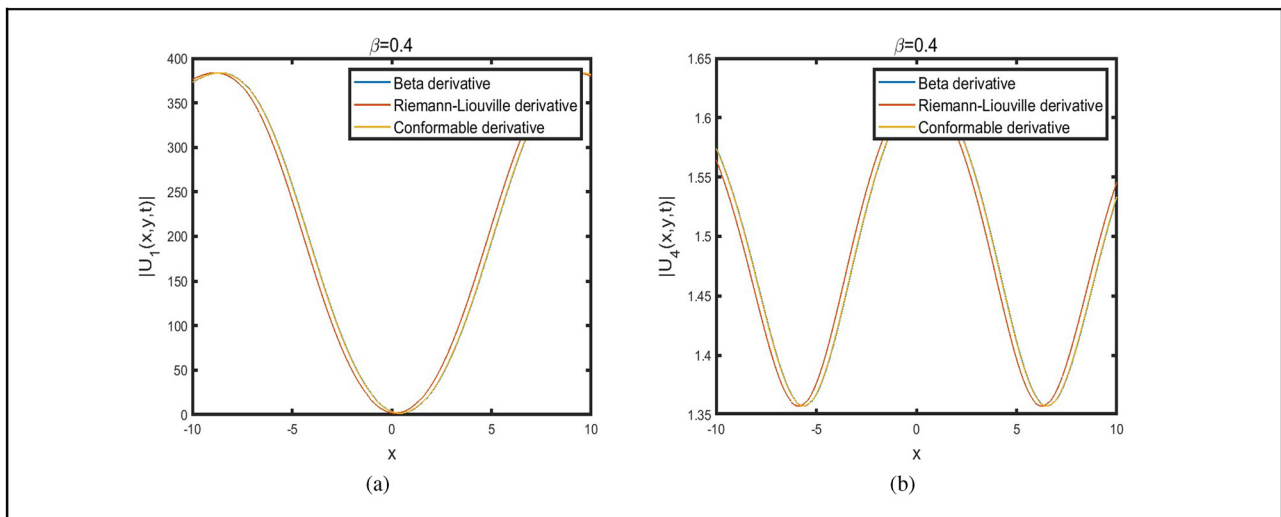 β=0.4
400
350
300
250
200
150
100
50
0
|U1(x,y,t)|
Beta derivative
Riemann-Liouville derivative
Conformable derivative
-10
-5
0
5
10
x
(a)
β=0.4
1.65
1.6
1.55
1.5
1.45
1.4
1.35
|U4(x,y,t)|
Beta derivative
Riemann-Liouville derivative
Conformable derivative
-10
-5
0
5
10
x
(b)